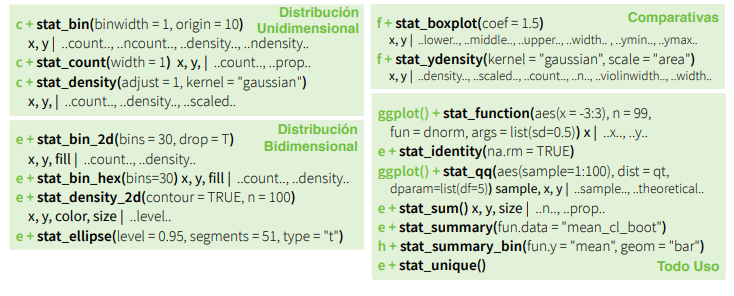 Distribución
Unidimensional
c + stat_bin(binwidth = 1, origin = 10)
x, y | ..count.., ..ncount.., ..density.., ..ndensity..
c + stat_count(width = 1) x, y, | ..count.., ..prop..
c + stat_density(adjust = 1, kernel = "gaussian")
x, y, | ..count.., ..density.., ..scaled..
Distribución
Bidimensional
e + stat_bin_2d(bins = 30, drop = T)
x, y, fill | ..count.., ..density..
e + stat_bin_hex(bins=30) x, y, fill | ..count.., ..density..
e + stat_density_2d(contour = TRUE, n = 100)
x, y, color, size | ..level..
e + stat_ellipse(level = 0.95, segments = 51, type = "t")
Comparativas
f + stat_boxplot(coef = 1.5)
x, y | ..lower.., ..middle.., ..upper.., ..width.. , ..ymin.., ..ymax..
f + stat_ydensity(kernel = "gaussian", scale = "area")
x, y | ..density.., ..scaled.., ..count.., ..n.., ..violinwidth.., ..width..
ggplot() + stat_function(aes(x = -3:3), n = 99,
fun = dnorm, args = list(sd=0.5)) x | ..x.., ..y..
e + stat_identity(na.rm = TRUE)
ggplot() + stat_qq(aes(sample=1:100), dist = qt,
dparam=list(df=5)) sample, x, y | ..sample.., ..theoretical..
e + stat_sum() x, y, size | ..n.., ..prop..
e + stat_summary(fun.data = "mean_cl_boot")
h + stat_summary_bin(fun.y = "mean", geom = "bar")
e + stat_unique()
Todo Uso